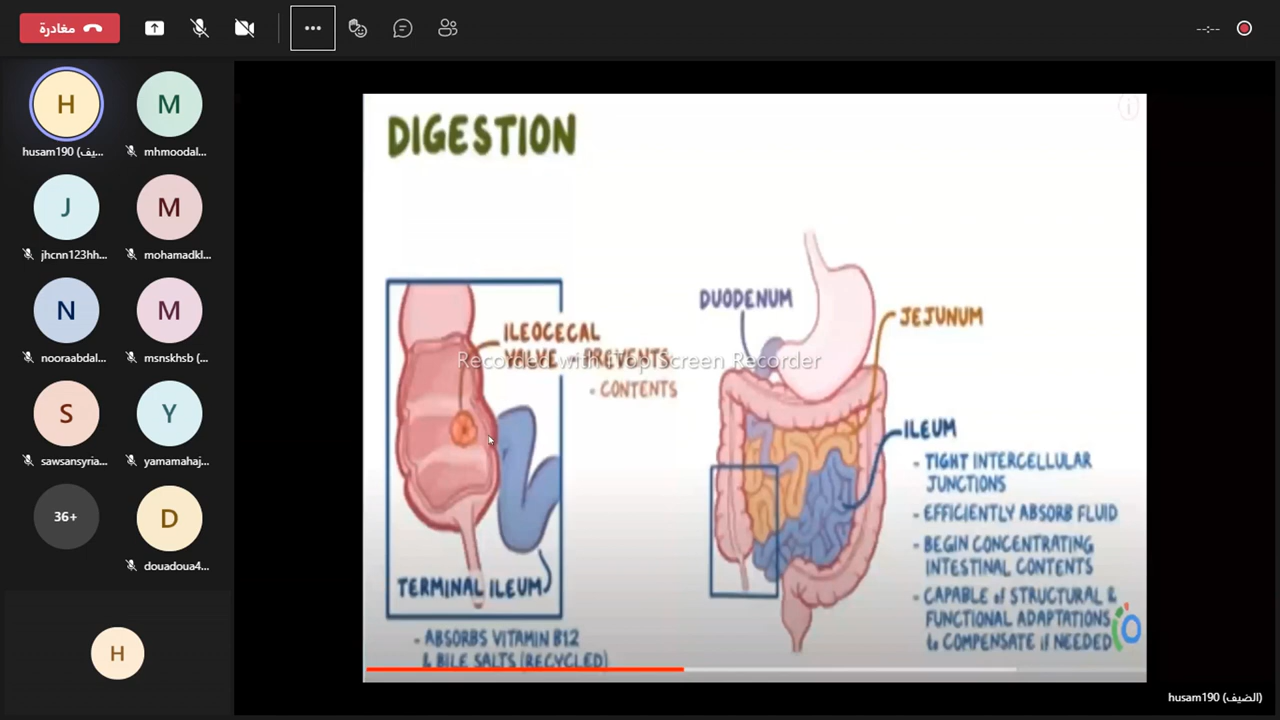 مغادرة
--:--
H
M
husam190 (يف...
mhmoodal...
J
M
jhcnn123hh...
mohamadkl...
N
M
nooraabdal...
msnskhsb (...
S
Y
sawsansyria...
yamamahaj...
36+
D
douadoua4...
H
DIGESTION
ILEOCECAL
VALVE - PREVENTS
- CONTENTS
Recorded with iTop Screen Recorder
TERMINAL ILEUM
- ABSORBS VITAMIN B12
& BILE SALTS (RECYCLED)
DUODENUM
JEJUNUM
ILEUM
- TIGHT INTERCELLULAR
JUNCTIONS
- EFFICIENTLY ABSORB FLUID
- BEGIN CONCENTRATING
INTESTINAL CONTENTS
- CAPABLE of STRUCTURAL &
FUNCTIONAL ADAPTATIONS
to COMPENSATE if NEEDED
husam190 (الضيف)